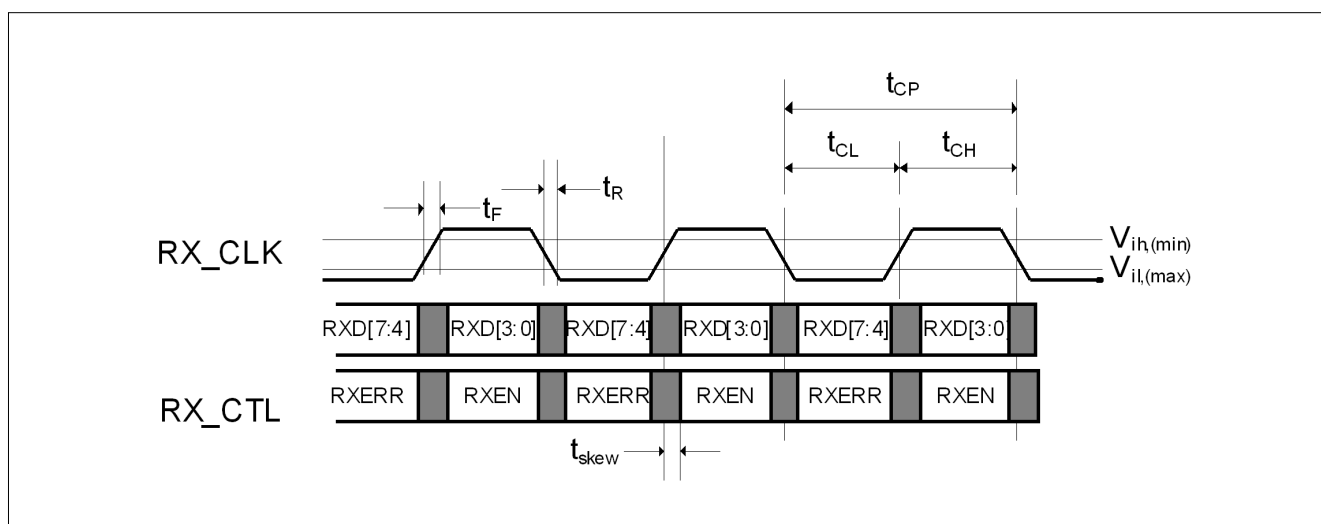 tCP
tCL tCH
tF tR
RX_CLK Vih,(min)
Vil,(max)
RXD[7:4] RXD[3:0] RXD[7:4] RXD[3:0] RXD[7:4] RXD[3:0]
RXERR RXEN RXERR RXEN RXERR RXEN
RX_CTL
tskew